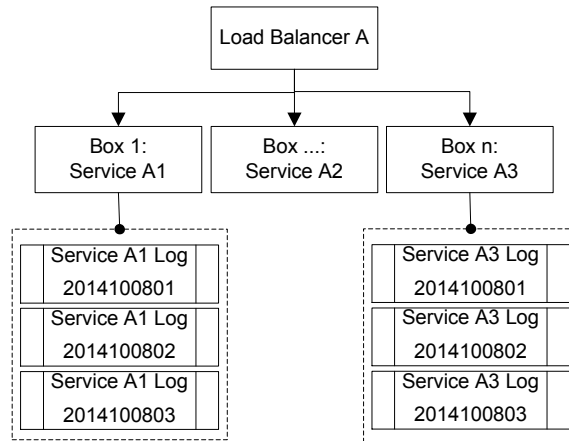 Load Balancer A
Box 1:
Service A1
Box ...:
Service A2
Box n:
Service A3
Service A1 Log
2014100801
Service A1 Log
2014100802
Service A1 Log
2014100803
Service A3 Log
2014100801
Service A3 Log
2014100802
Service A3 Log
2014100803